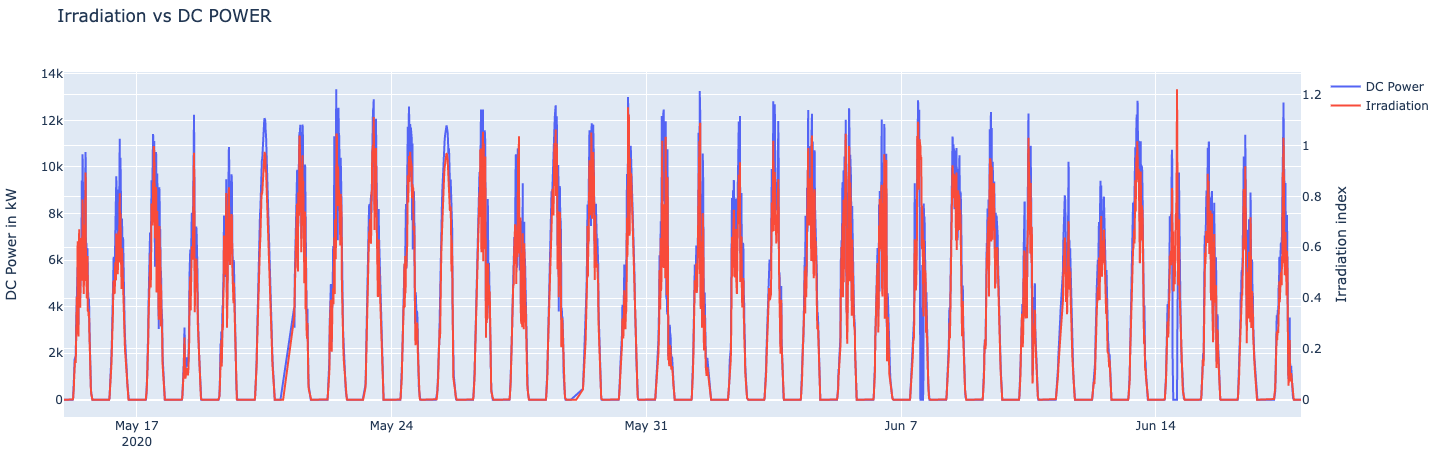 Irradiation vs DC POWER
DC Power
Irradiation
DC Power in kW
14k
12k
10k
8k
6k
4k
2k
0
1.2
1
0.8
0.6
0.4
0.2
0
Irradiation index
May 17
2020
May 24
May 31
Jun 7
Jun 14